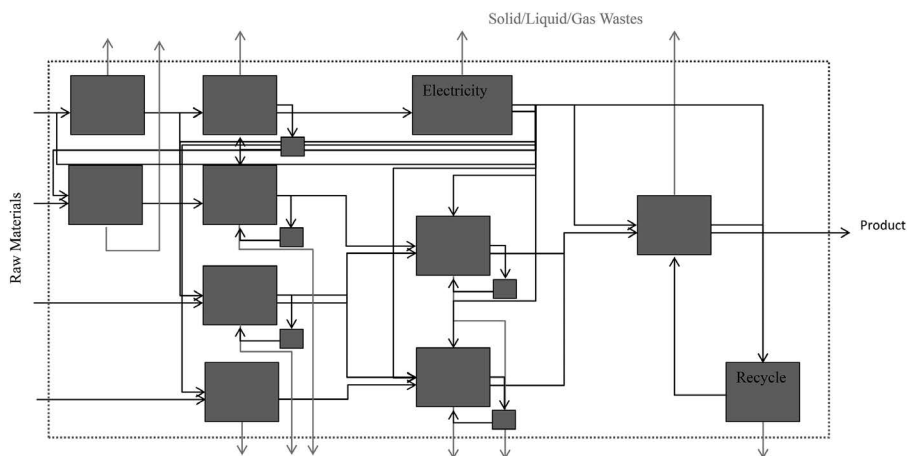 Solid/Liquid/Gas Wastes
Electricity
Raw Materials
Product
Recycle